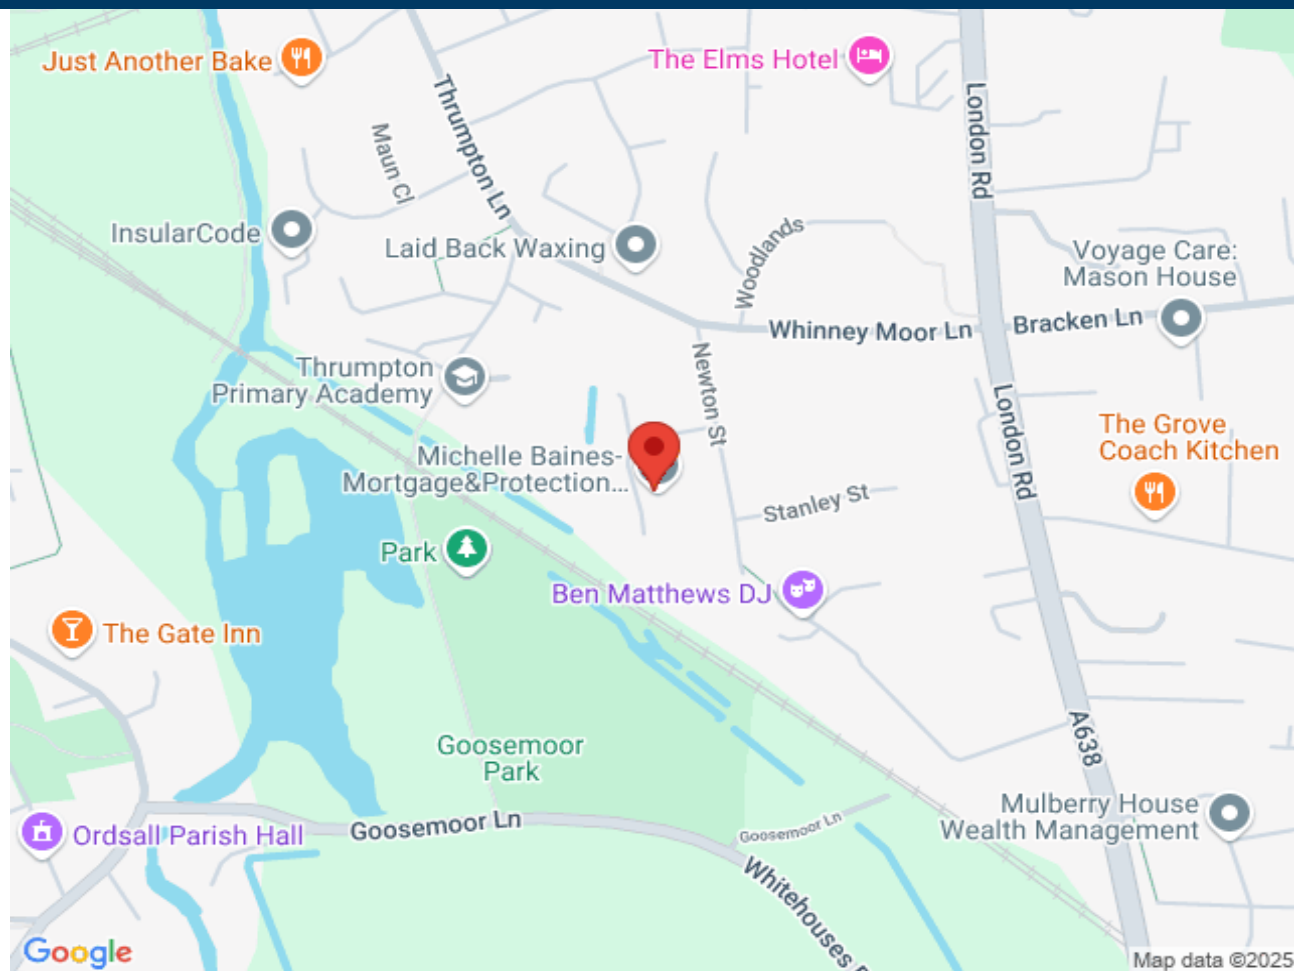 Just Another Bake
The Elms Hotel
Thrumpton Ln
London Rd
Maun Cl
InsularCode
Laid Back Waxing
Woodlands
Voyage Care:
Mason House
Whinney Moor Ln
Bracken Ln
Thrumpton
Primary Academy
Newton St
London Rd
The Grove
Coach Kitchen
Michelle Baines-
Mortgage&Protection...
Stanley St
Park
Ben Matthews DJ
The Gate Inn
A638
Goosemoor
Park
Mulberry House
Wealth Management
Goosemoor Ln
Goosemoor Ln
Ordsall Parish Hall
Whitehouses
Google
Map data ©2025